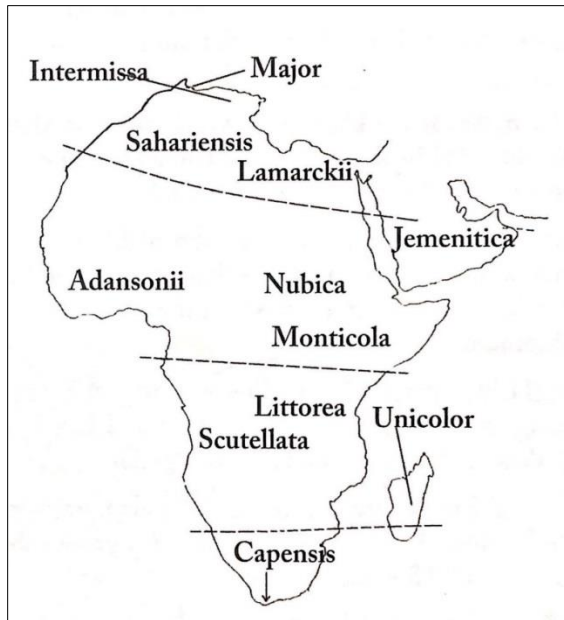 Major
Intermissa
Sahariensis
Lamarckii
Jemenitica
Adansonii
Nubica
Monticola
Littorea
Unicolor
Scutellata
Capensis